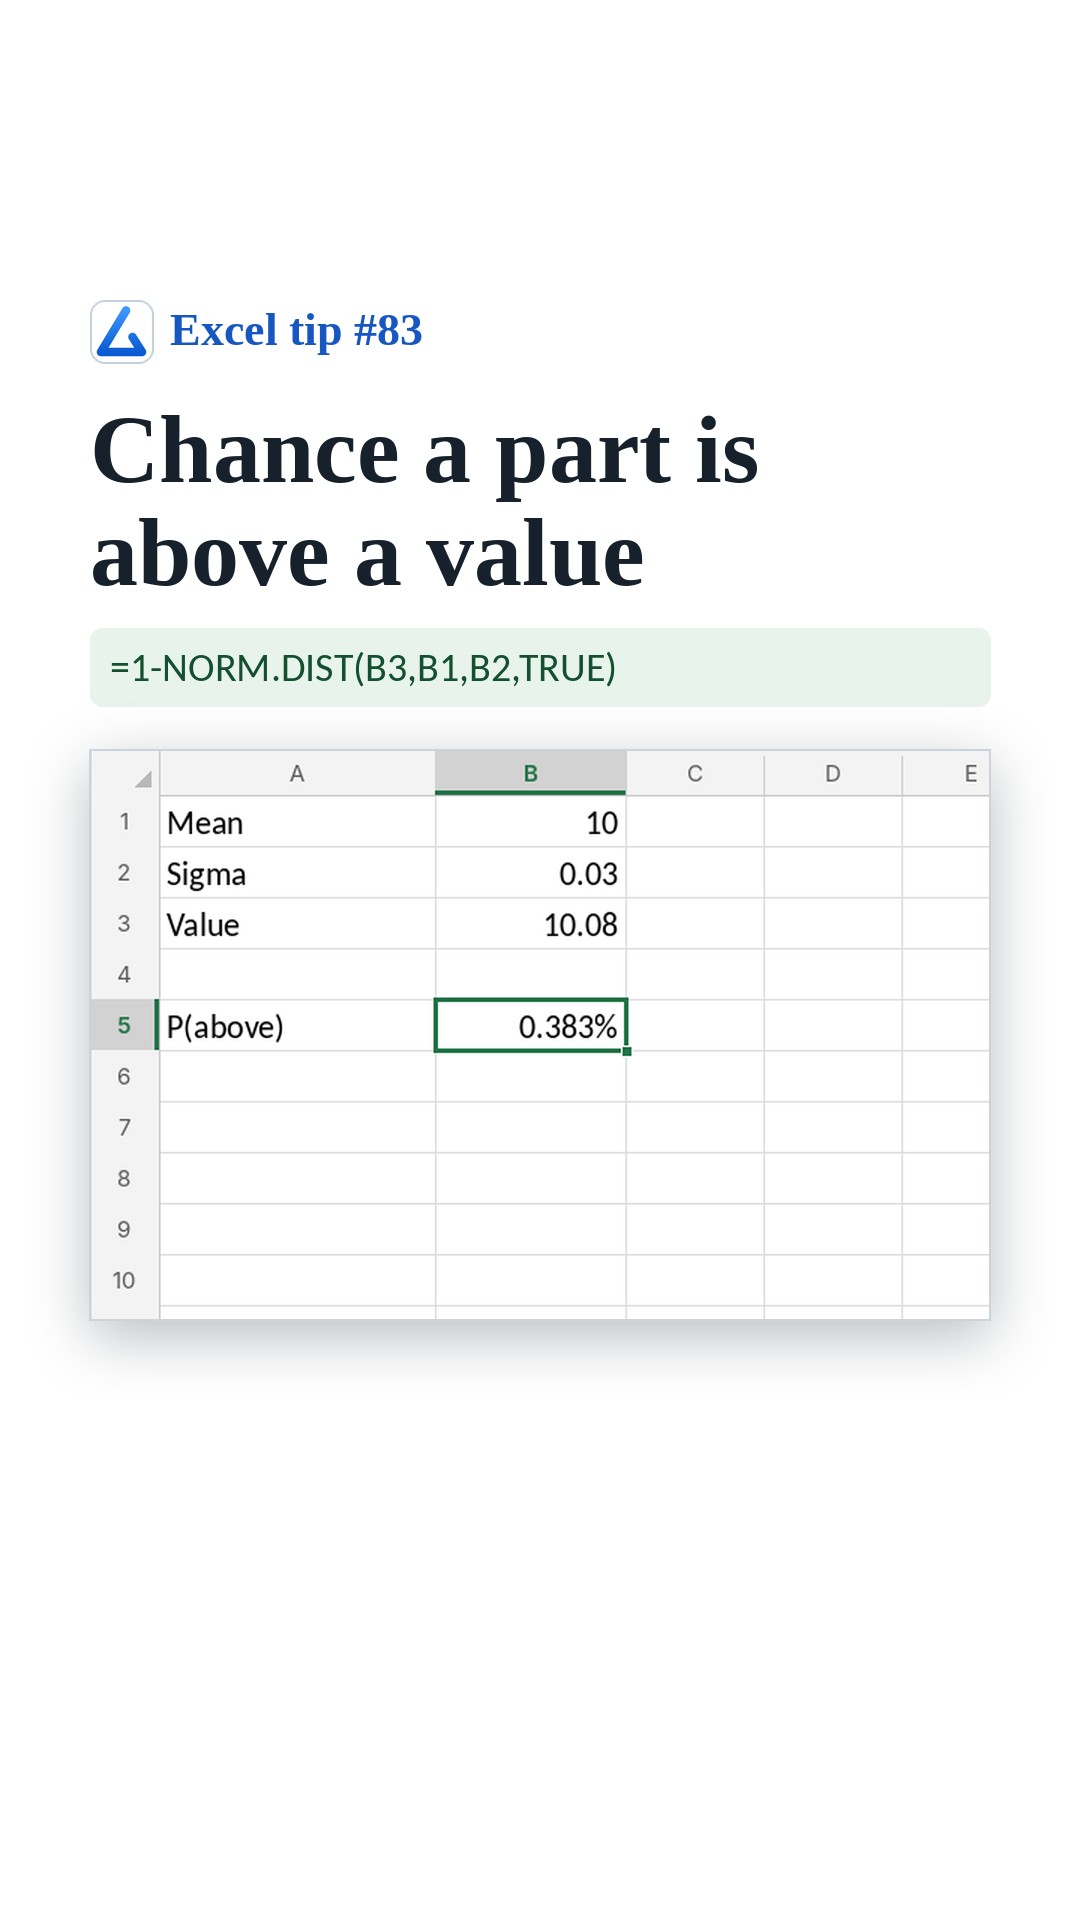 Excel tip #83
Chance a part is
above a value
=1-NORM.DIST(B3,B1,B2,TRUE)
A B C D E
1 Mean 10
2 Sigma 0.03
3 Value 10.08
4
5 P(above) 0.383%
6
7
8
9
10